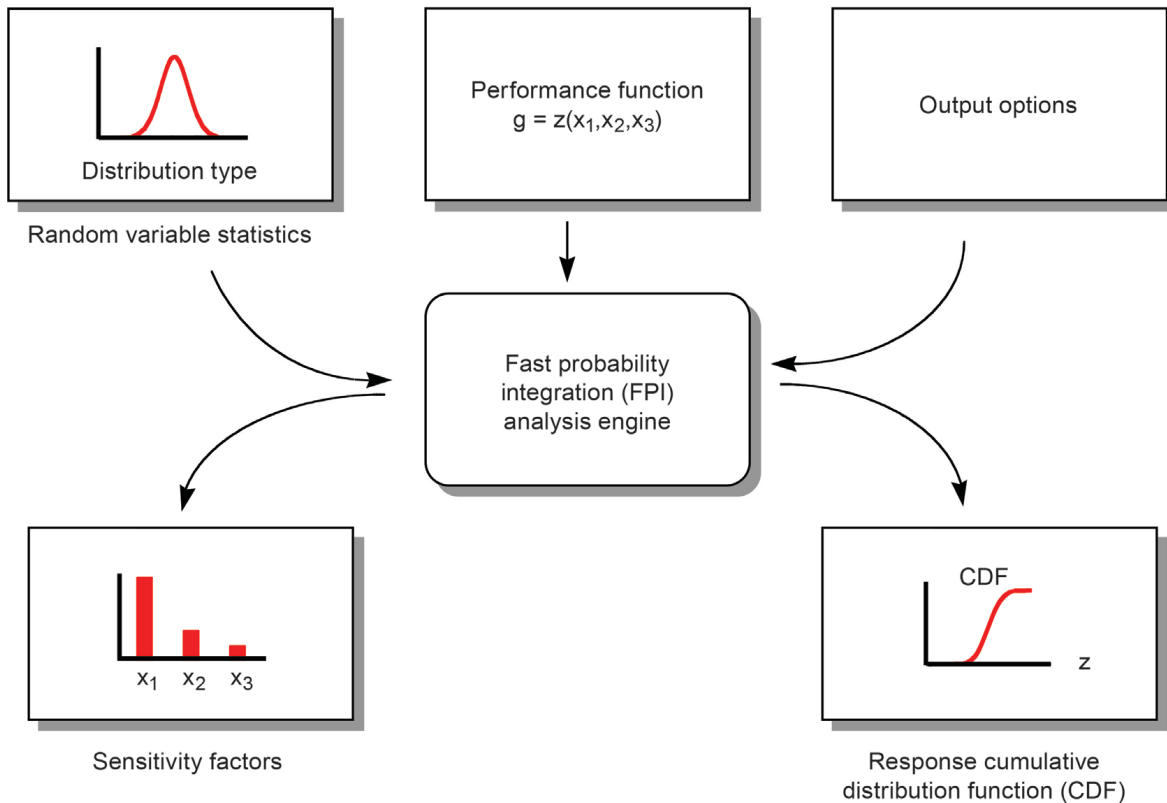 Distribution type
Random variable statistics
Performance function
g = z(x₁,x₂,x₃)
Output options
Fast probability
integration (FPI)
analysis engine
x₁ x₂ x₃
Sensitivity factors
CDF
z
Response cumulative
distribution function (CDF)